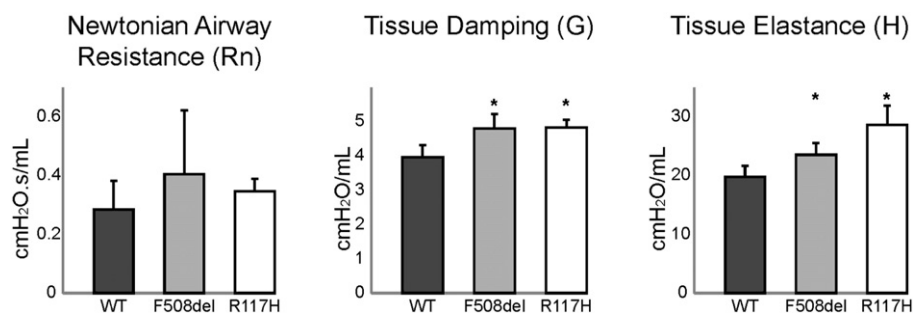 Newtonian Airway
Resistance (Rn)
cmH₂O.s/mL
0.6
0.4
0.2
0
WT F508del R117H
Tissue Damping (G)
cmH₂O/mL
5
4
3
2
1
0
* *
WT F508del R117H
Tissue Elastance (H)
cmH₂O/mL
30
20
10
0
* *
WT F508del R117H